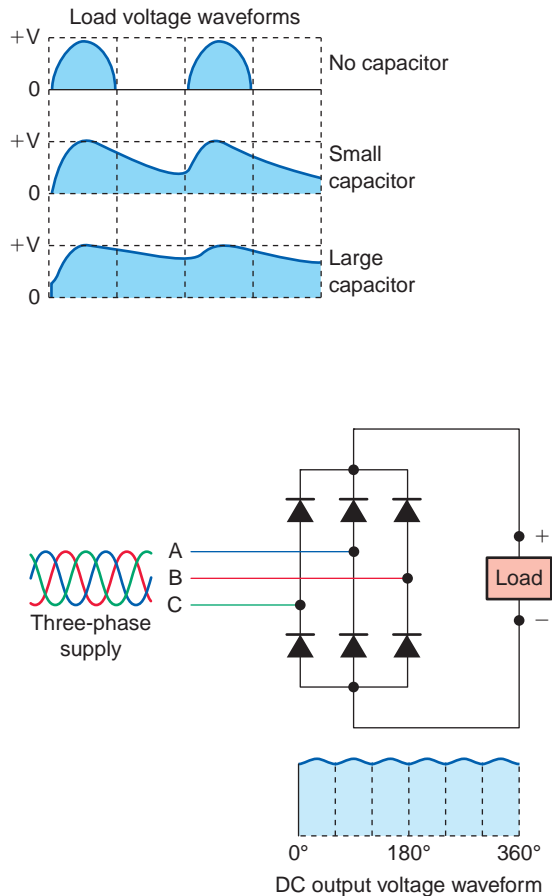 Load voltage waveforms
+V
0
No capacitor
+V
0
Small
capacitor
+V
0
Large
capacitor
A
B
C
Three-phase
supply
+
Load
−
0° 180° 360°
DC output voltage waveform